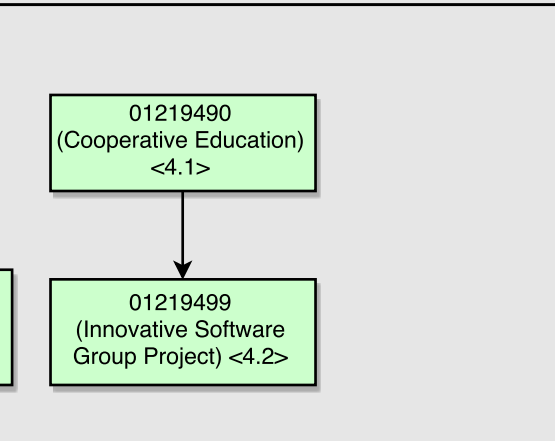 01219490
(Cooperative Education)
<4.1>
01219499
(Innovative Software
Group Project) <4.2>